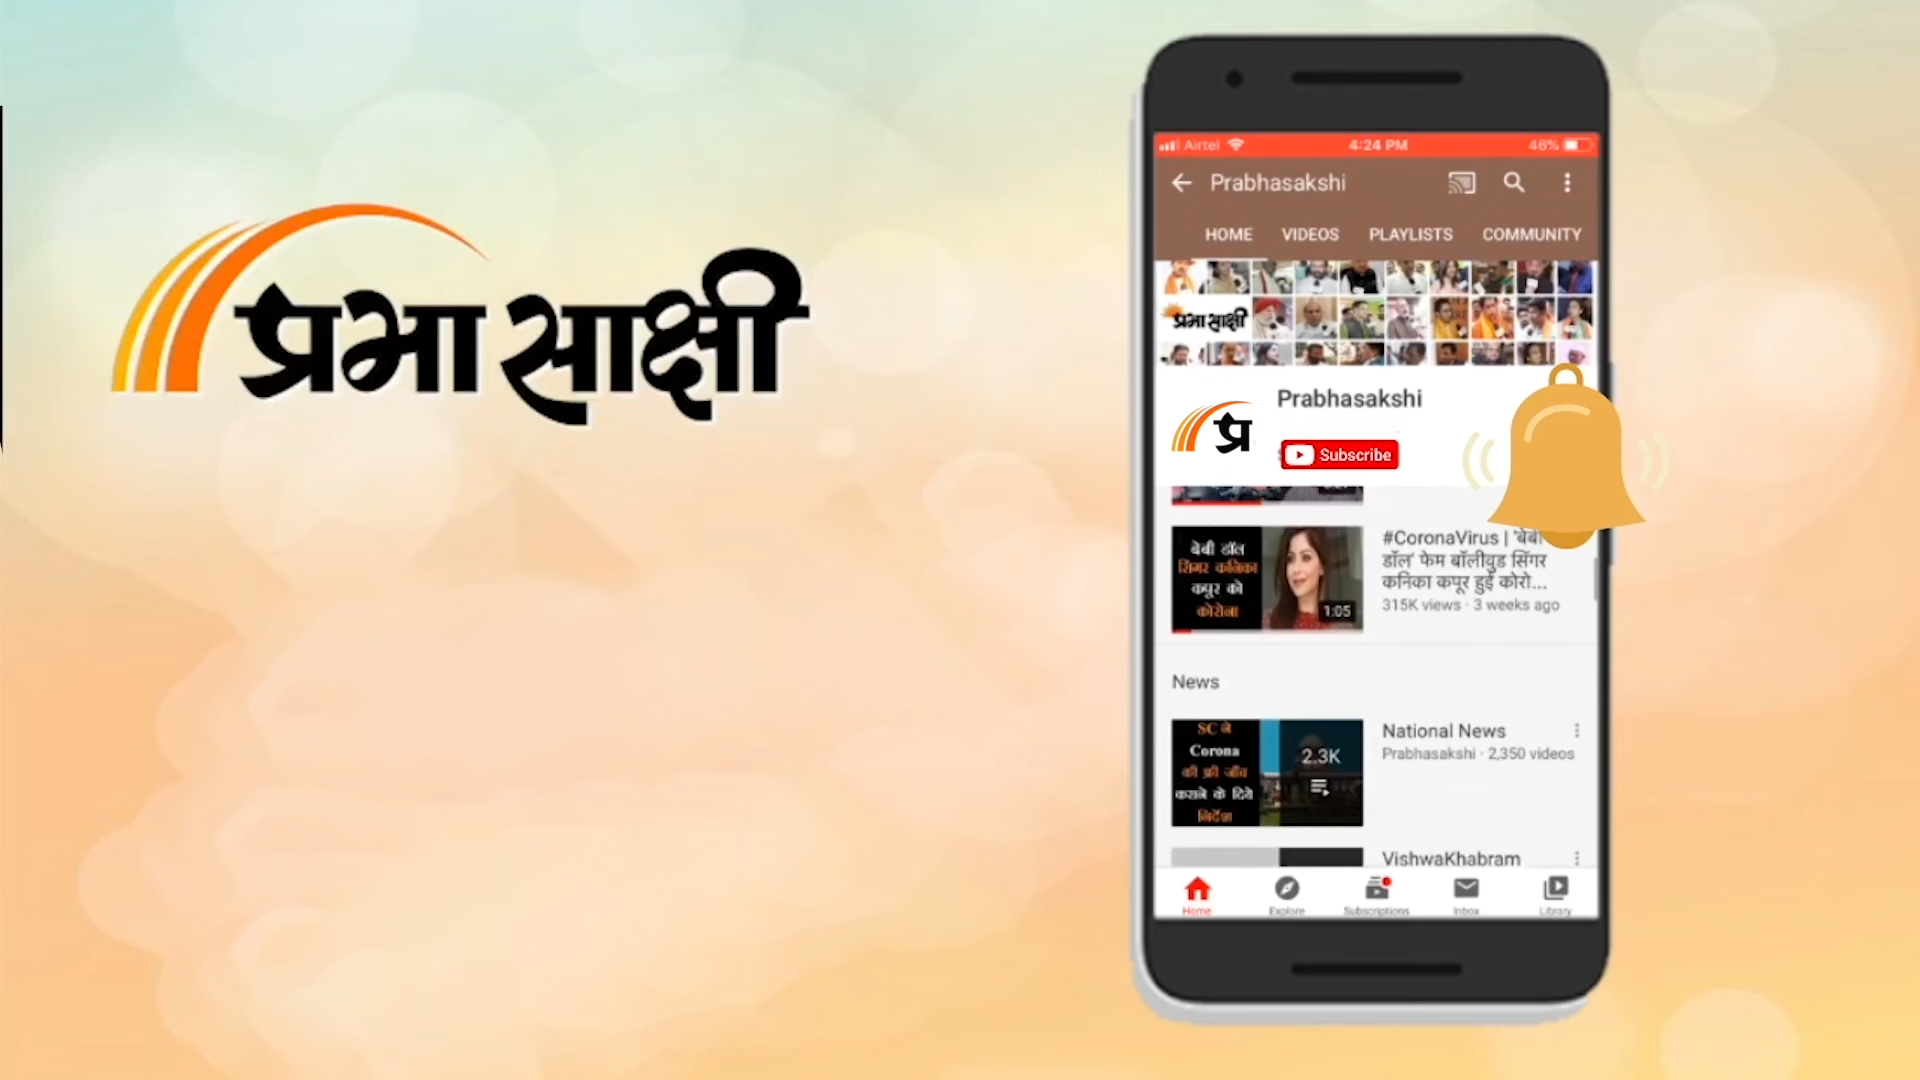 प्रभा साक्षी
Airtel 4:24 PM 46%
Prabhasakshi
HOME VIDEOS PLAYLISTS COMMUNITY
प्रभा साक्षी
Prabhasakshi
प्र
Subscribe
बेबी डॉल
सिंगर कनिका
कपूर को
कोरोना
1:05
#CoronaVirus | 'बेबी
डॉल' फेम बॉलीवुड सिंगर
कनिका कपूर हुईं कोरो...
315K views · 3 weeks ago
News
SC ने
Corona
की फ्री जाँच
कराने के दिये
निर्देश
2.3K
National News
Prabhasakshi · 2,350 videos
VishwaKhabram
Home Explore Subscriptions Inbox Library